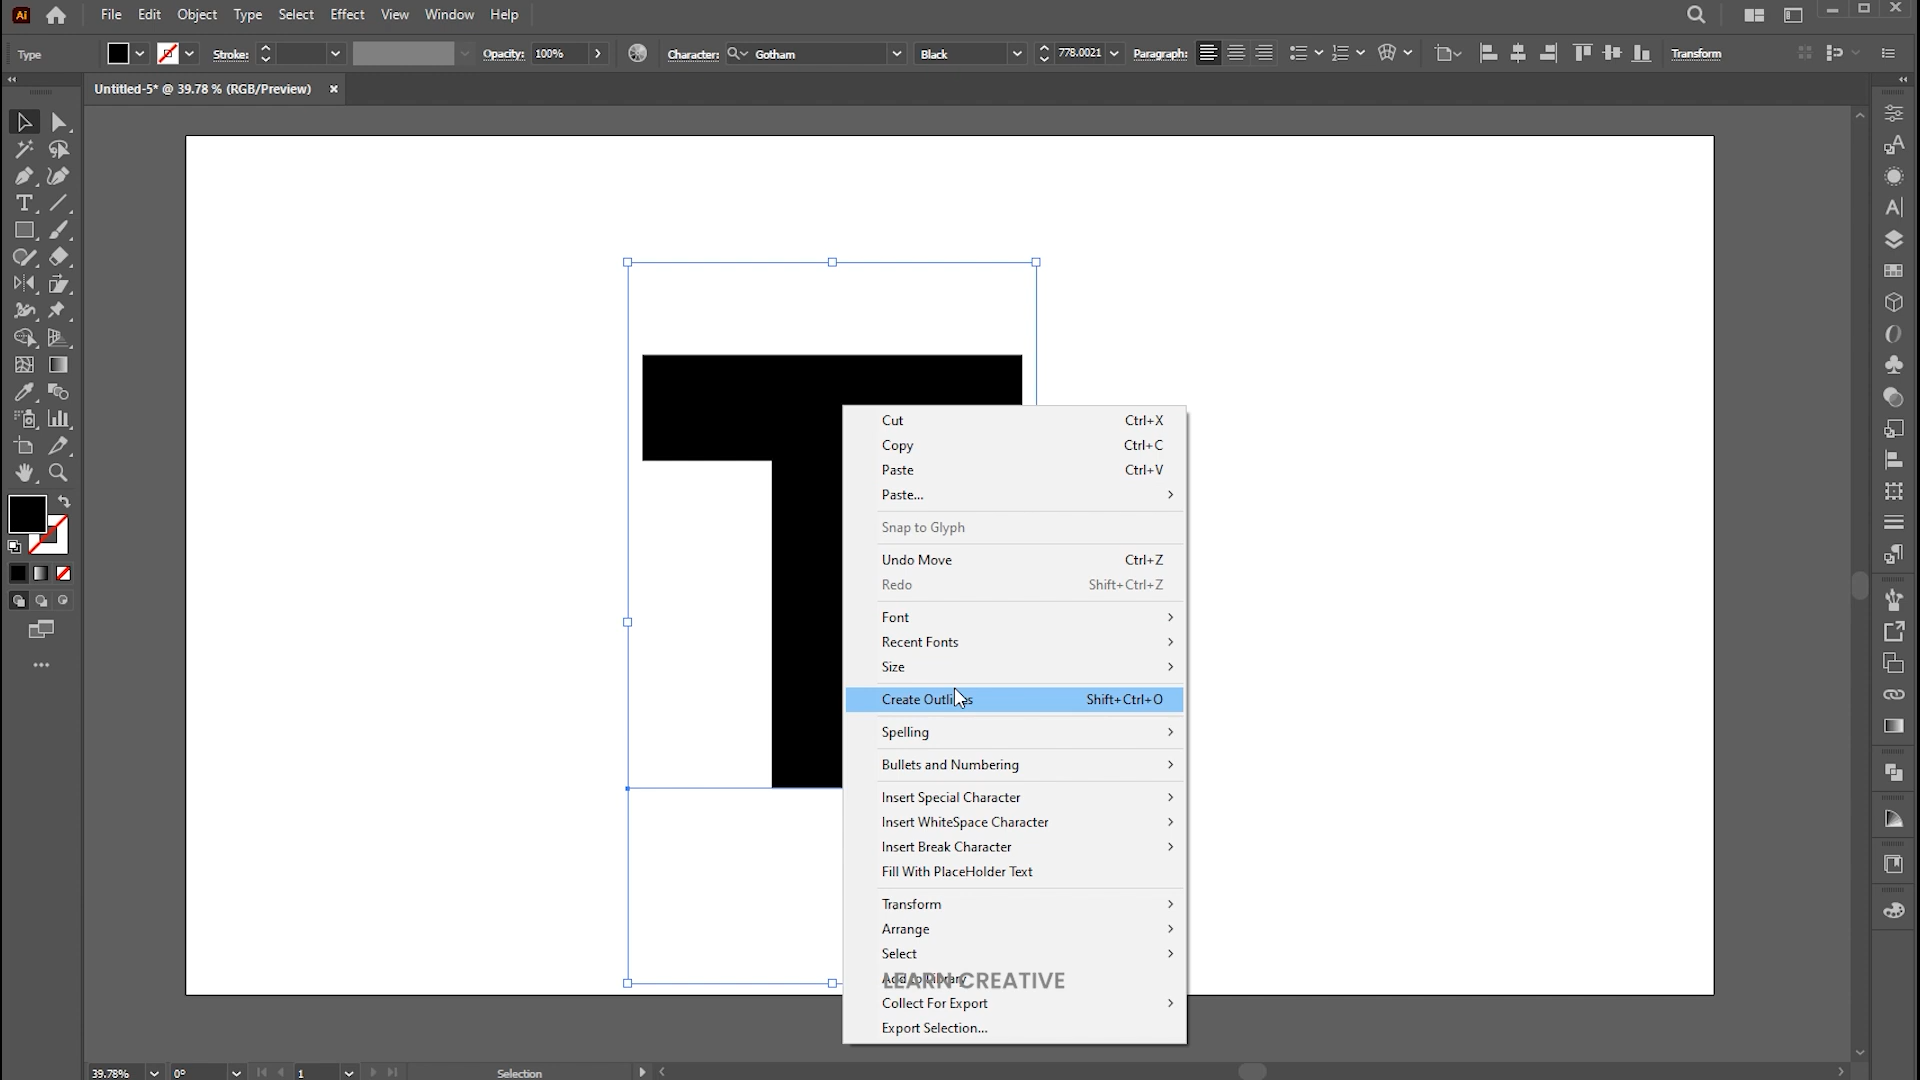 Ai File Edit Object Type Select Effect View Window Help
Type Stroke: Opacity: 100% Character: Gotham Black 778.0021 Paragraph: Transform
Untitled-5* @ 39.78 % (RGB/Preview) ×
T
Cut Ctrl+X
Copy Ctrl+C
Paste Ctrl+V
Paste...
Snap to Glyph
Undo Move Ctrl+Z
Redo Shift+Ctrl+Z
Font
Recent Fonts
Size
Create Outlines Shift+Ctrl+O
Spelling
Bullets and Numbering
Insert Special Character
Insert WhiteSpace Character
Insert Break Character
Fill With PlaceHolder Text
Transform
Arrange
Select
Add to Library
LEARN CREATIVE
Collect For Export
Export Selection...
39.78% 0° 1 Selection